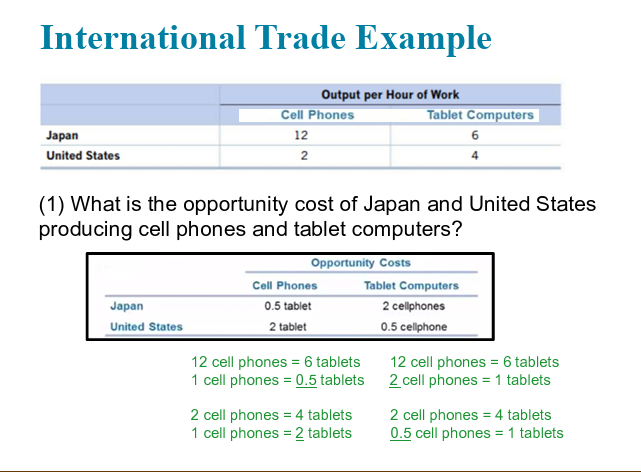 International Trade Example
Output per Hour of Work
Cell Phones Tablet Computers
Japan 12 6
United States 2 4
(1) What is the opportunity cost of Japan and United States
producing cell phones and tablet computers?
Opportunity Costs
Cell Phones Tablet Computers
Japan 0.5 tablet 2 cellphones
United States 2 tablet 0.5 cellphone
12 cell phones = 6 tablets 12 cell phones = 6 tablets
1 cell phones = 0.5 tablets 2 cell phones = 1 tablets
2 cell phones = 4 tablets 2 cell phones = 4 tablets
1 cell phones = 2 tablets 0.5 cell phones = 1 tablets